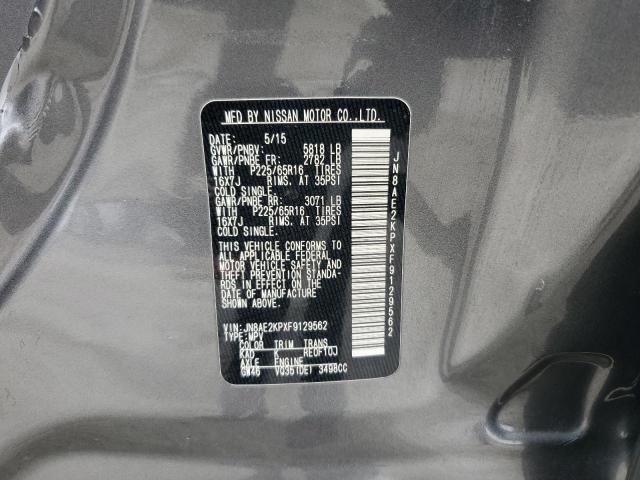 MFD BY NISSAN MOTOR CO.,LTD.
DATE: 5/15
GVWR/PNBV: 5818 LB
GAWR/PNBE FR: 2782 LB
WITH P225/65R16 TIRES
16X7J RIMS. AT 35PSI
COLD SINGLE.
GAWR/PNBE RR: 3071 LB
WITH P225/65R16 TIRES
16X7J RIMS. AT 35PSI
COLD SINGLE.
THIS VEHICLE CONFORMS TO
ALL APPLICABLE FEDERAL
MOTOR VEHICLE SAFETY AND
THEFT PREVENTION STANDA-
RDS IN EFFECT ON THE
DATE OF MANUFACTURE
SHOWN ABOVE.
VIN: JN8AE2KPXF9129562
TYPE: MPV
COLOR TRIM TRANS
KAD K RE0F10J
AXLE ENGINE
GW46 VQ35(DE) 3498CC
JN8AE2KPXF9129562